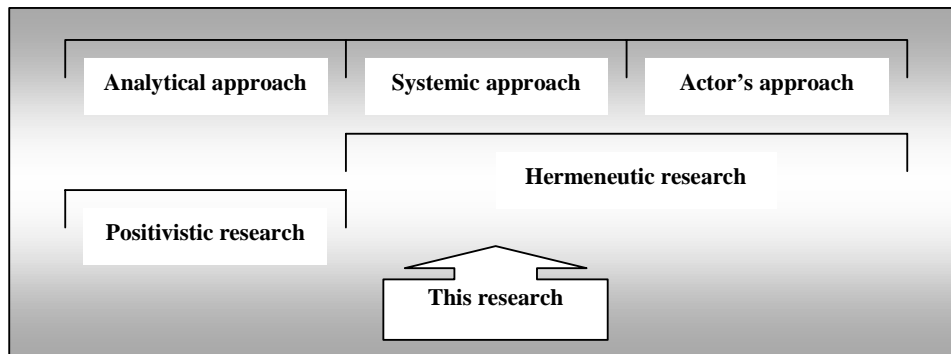 Analytical approach
Systemic approach
Actor's approach
Hermeneutic research
Positivistic research
This research